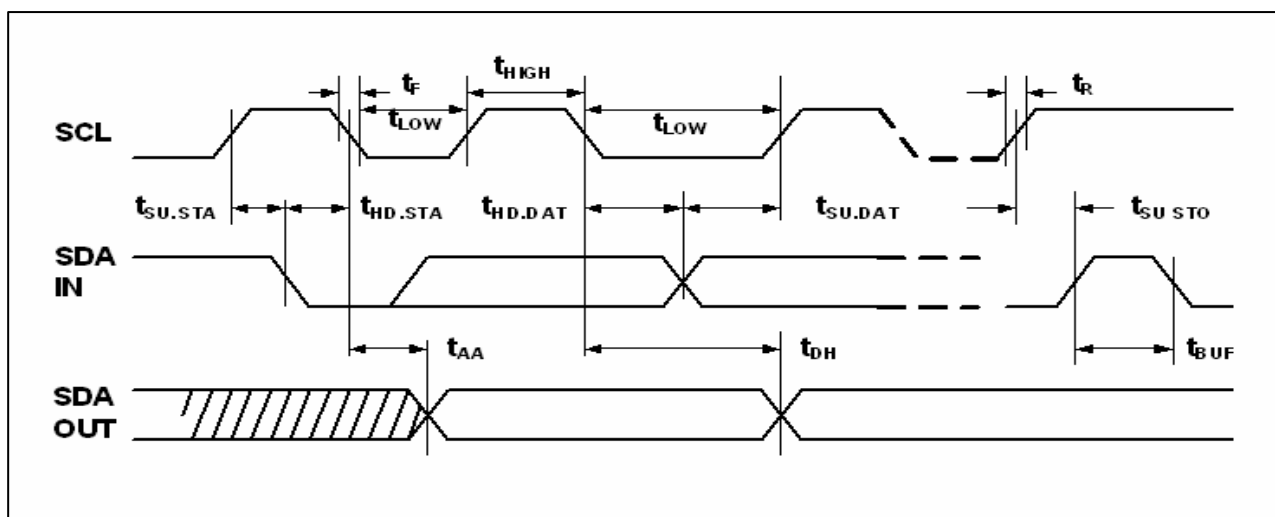 tF
tHIGH
tR
SCL
tLOW
tLOW
tSU.STA
tHD.STA
tHD.DAT
tSU.DAT
tSU STO
SDA
IN
tAA
tDH
tBUF
SDA
OUT